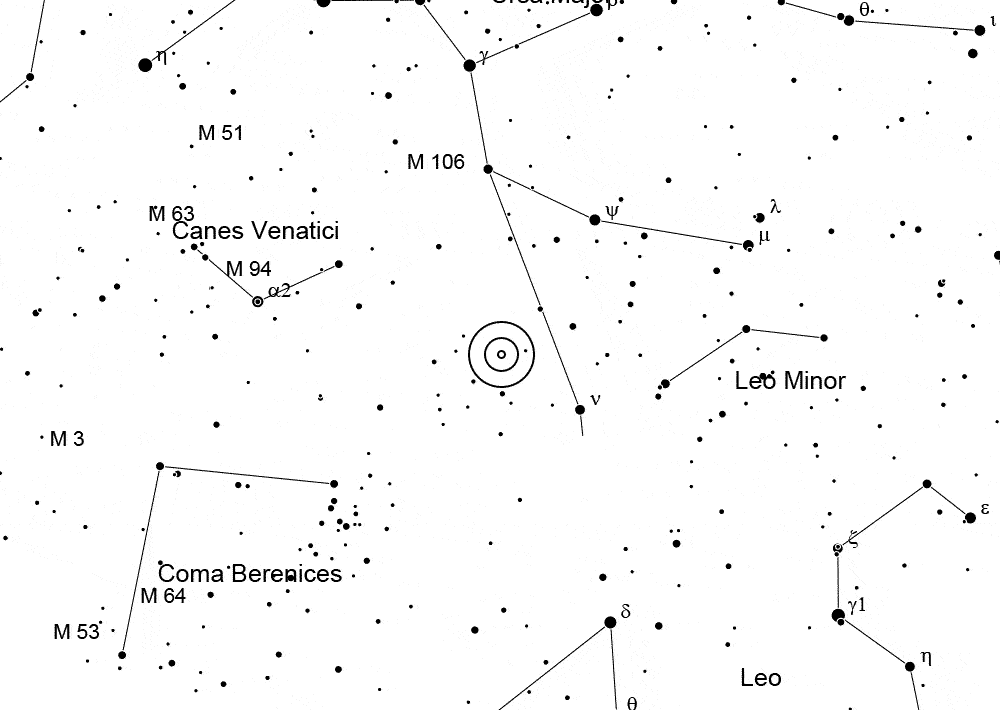 Ursa Major
β
θ
ι
η
γ
M 51
M 106
M 63
Canes Venatici
ψ
λ
μ
M 94
α2
Leo Minor
ν
M 3
ε
ζ
Coma Berenices
M 64
γ1
δ
M 53
η
Leo
θ